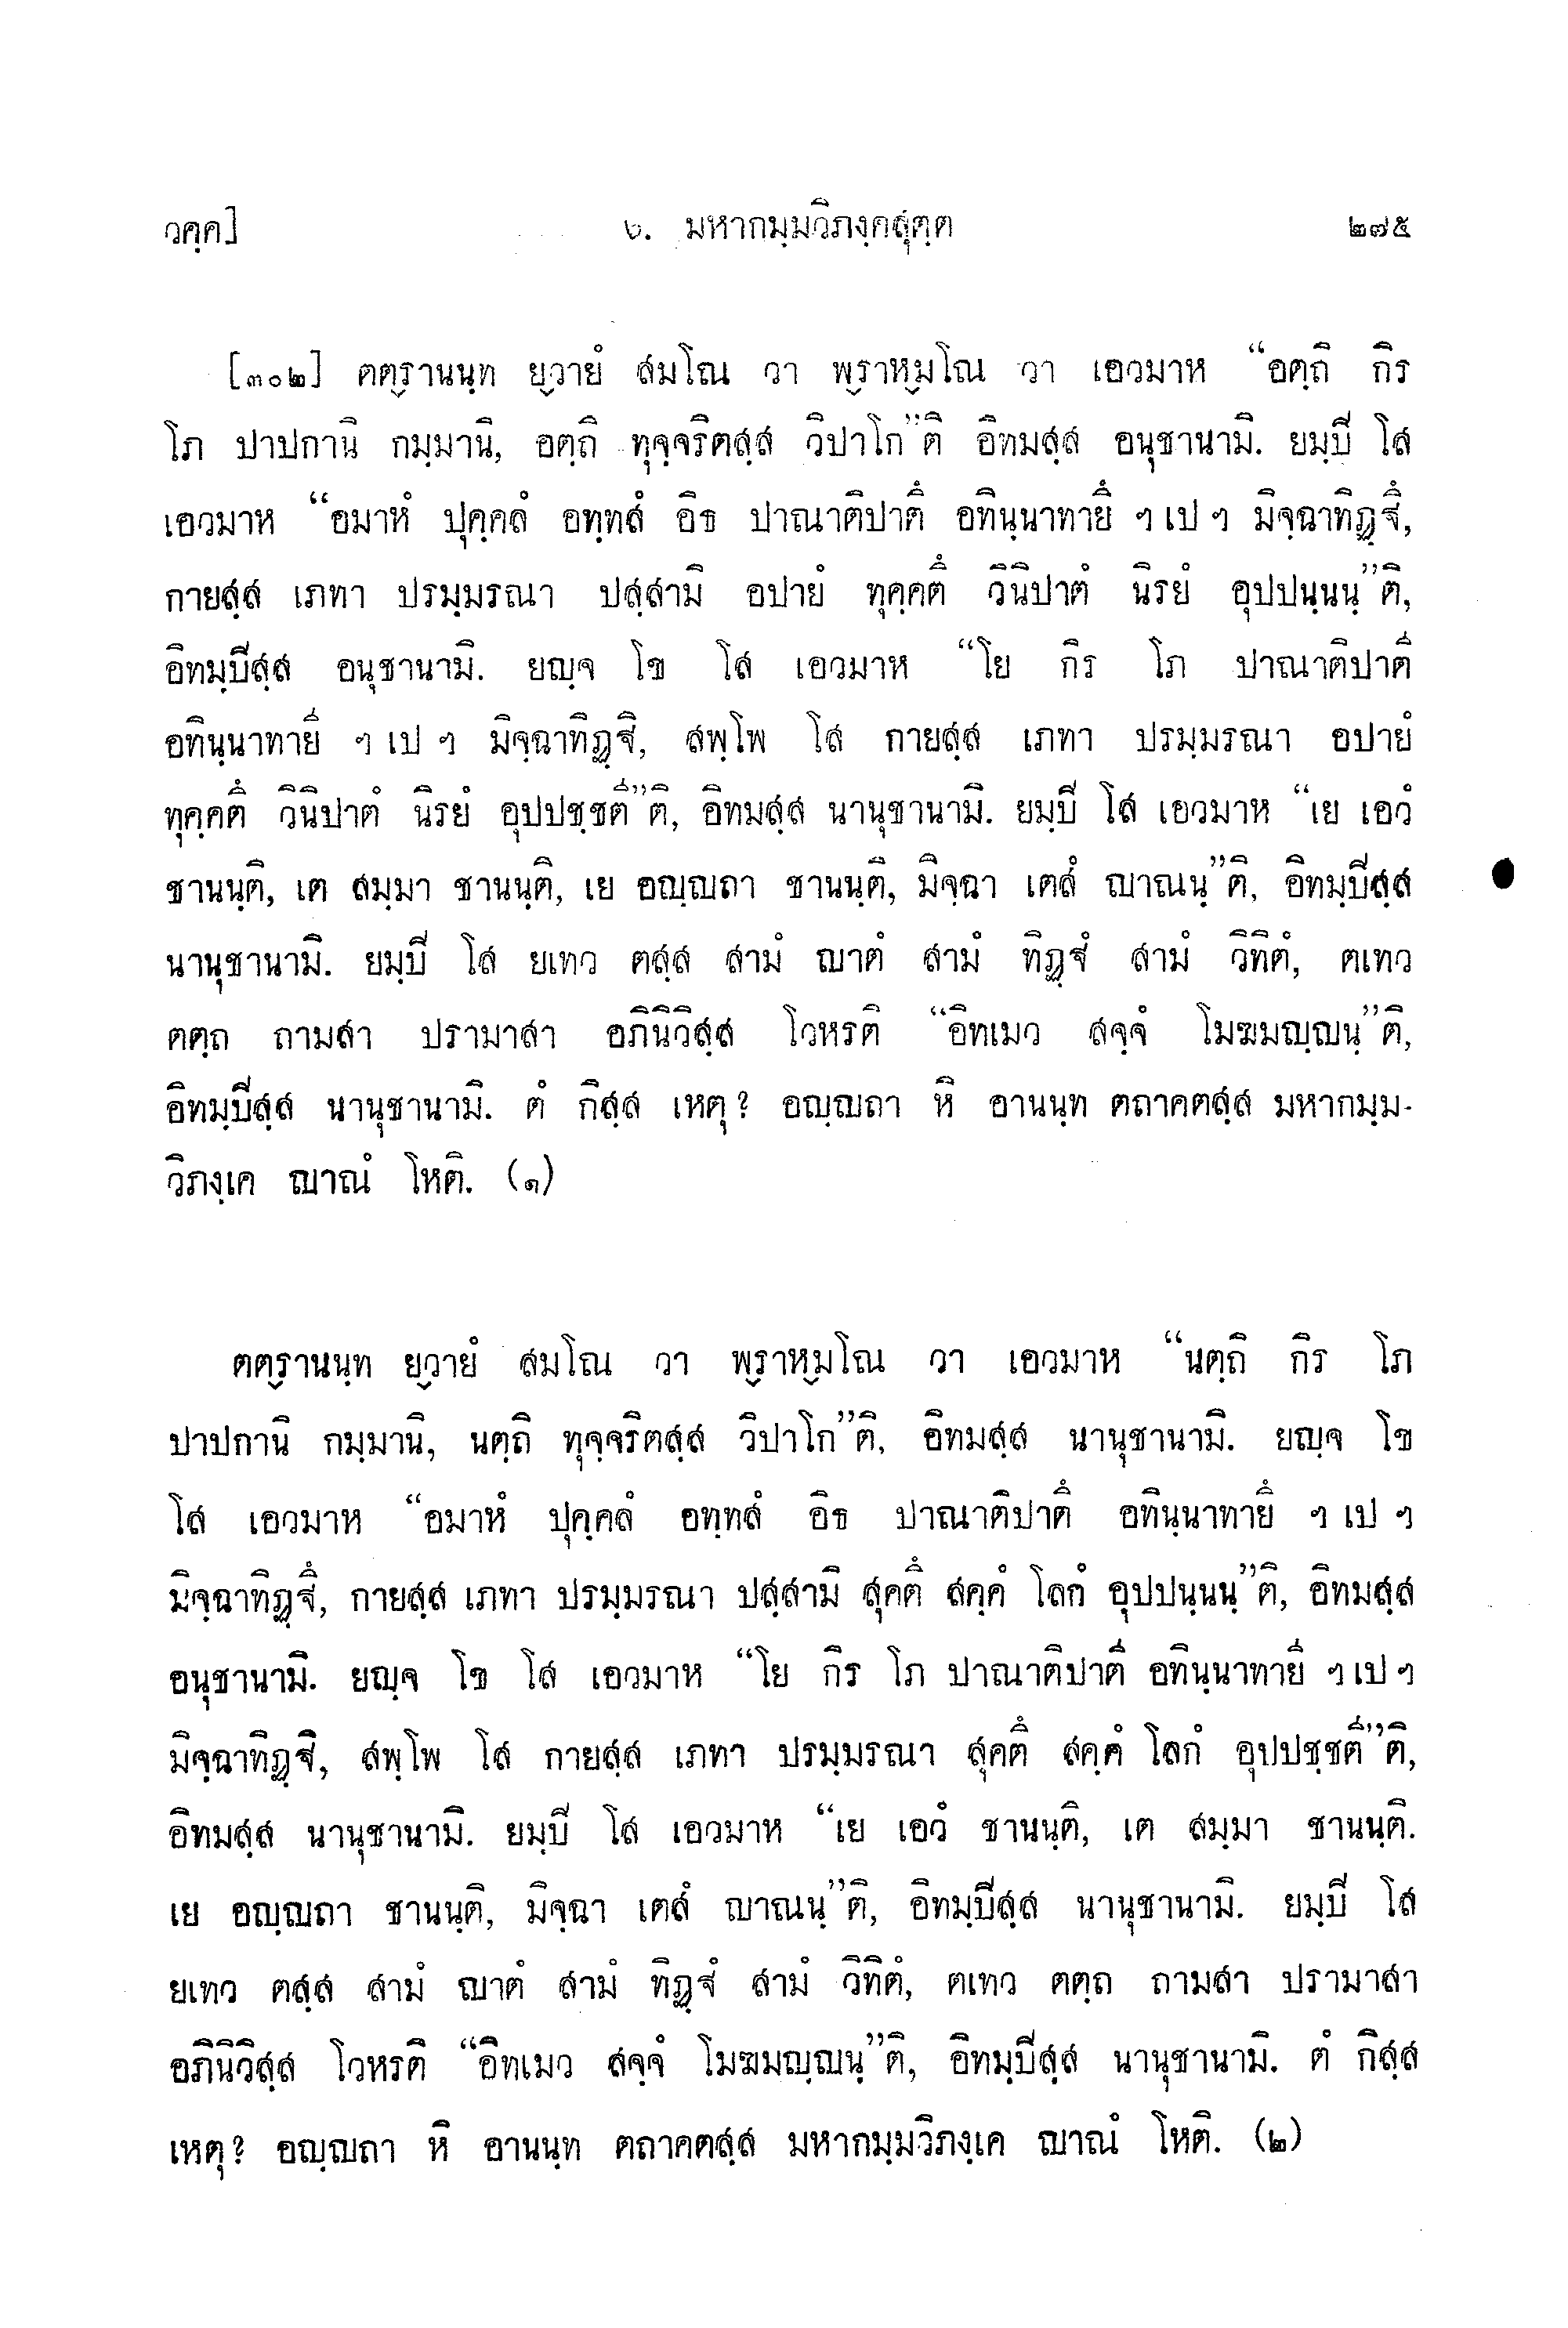 วคฺค] ๖. มหากมฺมวิภงฺคสุตฺต ๒๗๕
[๓๐๒] ตตฺ๎รานนฺท ยฺ๎วายํ สมโณ วา พฺ๎ราหฺ๎มโณ วา เอวมาห “อตฺถิ กิร
โภ ปาปกานิ กมฺมานิ, อตฺถิ ทุจฺจริตสฺส วิปาโก”ติ อิทมสฺส อนุชานามิ. ยมฺปิ โส
เอวมาห “อมาหํ ปุคฺคลํ อทฺทสํ อิธ ปาณาติปาตึ อทินฺนาทายึ ฯ เป ฯ มิจฺฉาทิฏฺฐึ,
กายสฺส เภทา ปรมฺมรณา ปสฺสามิ อปายํ ทุคฺคตึ วินิปาตํ นิรยํ อุปปนฺนนฺ”ติ,
อิทมฺปิสฺส อนุชานามิ. ยญฺจ โข โส เอวมาห “โย กิร โภ ปาณาติปาตี
อทินฺนาทายี ฯ เป ฯ มิจฺฉาทิฏฺฐิ, สพฺโพ โส กายสฺส เภทา ปรมฺมรณา อปายํ
ทุคฺคตึ วินิปาตํ นิรยํ อุปปชฺชตี”ติ, อิทมสฺส นานุชานามิ. ยมฺปิ โส เอวมาห “เย เอวํ
ชานนฺติ, เต สมฺมา ชานนฺติ, เย อญฺญถา ชานนฺติ, มิจฺฉา เตสํ ญาณนฺ”ติ, อิทมฺปิสฺส
นานุชานามิ. ยมฺปิ โส ยเทว ตสฺส สามํ ญาตํ สามํ ทิฏฺฐํ สามํ วิทิตํ, ตเทว
ตตฺถ ถามสา ปรามาสา อภินิวิสฺส โวหรติ “อิทเมว สจฺจํ โมฆมญฺญนฺ”ติ,
อิทมฺปิสฺส นานุชานามิ. ตํ กิสฺส เหตุ? อญฺญถา หิ อานนฺท ตถาคตสฺส มหากมฺม-
วิภงฺเค ญาณํ โหติ. (๑)
ตตฺ๎รานนฺท ยฺ๎วายํ สมโณ วา พฺ๎ราหฺ๎มโณ วา เอวมาห “นตฺถิ กิร โภ
ปาปกานิ กมฺมานิ, นตฺถิ ทุจฺจริตสฺส วิปาโก”ติ, อิทมสฺส นานุชานามิ. ยญฺจ โข
โส เอวมาห “อมาหํ ปุคฺคลํ อทฺทสํ อิธ ปาณาติปาตึ อทินฺนาทายึ ฯ เป ฯ
มิจฺฉาทิฏฺฐึ, กายสฺส เภทา ปรมฺมรณา ปสฺสามิ สุคตึ สคฺคํ โลกํ อุปปนฺนนฺ”ติ, อิทมสฺส
อนุชานามิ. ยญฺจ โข โส เอวมาห “โย กิร โภ ปาณาติปาตี อทินฺนาทายี ฯ เป ฯ
มิจฺฉาทิฏฺฐิ, สพฺโพ โส กายสฺส เภทา ปรมฺมรณา สุคตึ สคฺคํ โลกํ อุปปชฺชตี”ติ,
อิทมสฺส นานุชานามิ. ยมฺปิ โส เอวมาห “เย เอวํ ชานนฺติ, เต สมฺมา ชานนฺติ.
เย อญฺญถา ชานนฺติ, มิจฺฉา เตสํ ญาณนฺ”ติ, อิทมฺปิสฺส นานุชานามิ. ยมฺปิ โส
ยเทว ตสฺส สามํ ญาตํ สามํ ทิฏฺฐํ สามํ วิทิตํ, ตเทว ตตฺถ ถามสา ปรามาสา
อภินิวิสฺส โวหรติ “อิทเมว สจฺจํ โมฆมญฺญนฺ”ติ, อิทมฺปิสฺส นานุชานามิ. ตํ กิสฺส
เหตุ? อญฺญถา หิ อานนฺท ตถาคตสฺส มหากมฺมวิภงฺเค ญาณํ โหติ. (๒)